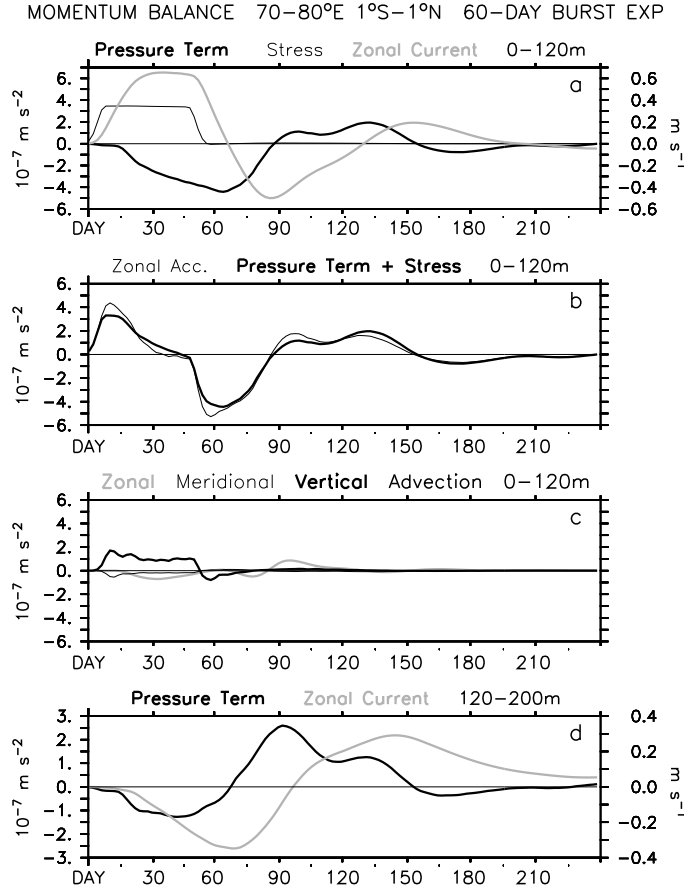 MOMENTUM BALANCE 70−80°E 1°S−1°N 60−DAY BURST EXP
Pressure Term Stress Zonal Current 0−120m
a
6. 4. 2. 0. −2. −4. −6.
10⁻⁷ m s⁻²
0.6 0.4 0.2 0.0 −0.2 −0.4 −0.6
m s⁻¹
DAY 30 60 90 120 150 180 210
Zonal Acc. Pressure Term + Stress 0−120m
b
6. 4. 2. 0. −2. −4. −6.
10⁻⁷ m s⁻²
DAY 30 60 90 120 150 180 210
Zonal Meridional Vertical Advection 0−120m
c
6. 4. 2. 0. −2. −4. −6.
10⁻⁷ m s⁻²
DAY 30 60 90 120 150 180 210
Pressure Term Zonal Current 120−200m
d
3. 2. 1. 0. −1. −2. −3.
10⁻⁷ m s⁻²
0.4 0.2 0.0 −0.2 −0.4
m s⁻¹
DAY 30 60 90 120 150 180 210